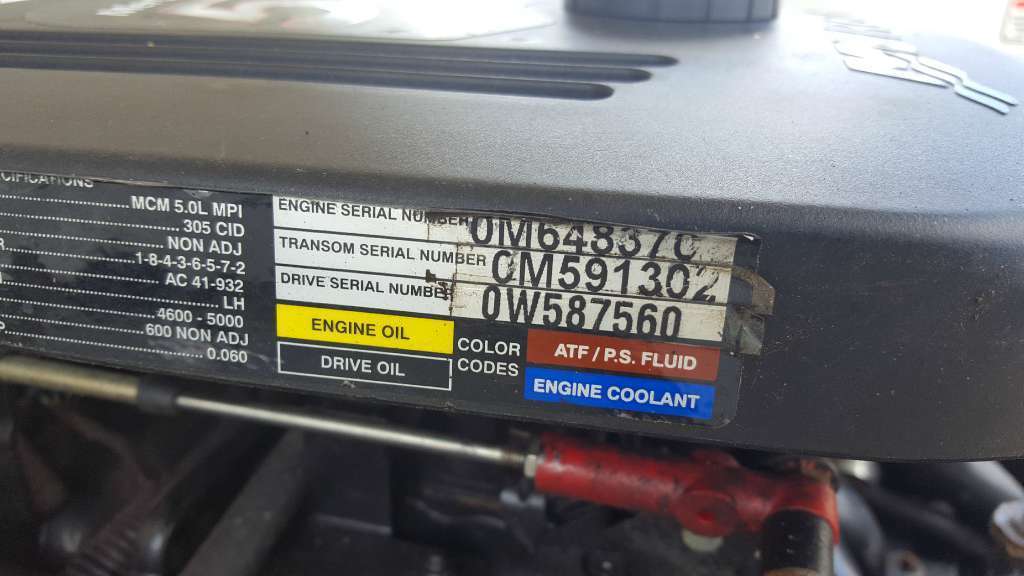 MCM 5.0L MPI
305 CID
NON ADJ
1-8-4-3-6-5-7-2
AC 41-932
LH
4600 - 5000
600 NON ADJ
0.060
ENGINE SERIAL NUMBER 0M648370
TRANSOM SERIAL NUMBER 0M591302
DRIVE SERIAL NUMBER 0W587560
ENGINE OIL
DRIVE OIL
COLOR
CODES
ATF / P.S. FLUID
ENGINE COOLANT